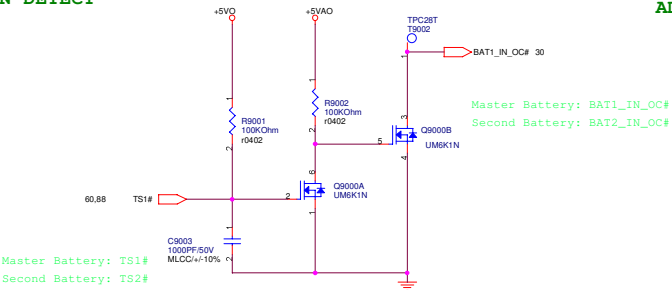 +5VO
+5VAO
TPC28T
T9002
1
BAT1_IN_OC# 30
1
R9001
100KOhm
r0402
2
1
R9002
100KOhm
r0402
2
Master Battery: BAT1_IN_OC#
Second Battery: BAT2_IN_OC#
3
5
Q9000B
UM6K1N
4
6
2
Q9000A
UM6K1N
1
60,88
TS1#
1
C9003
1000PF/50V
MLCC/+/-10%
2
Master Battery: TS1#
Second Battery: TS2#